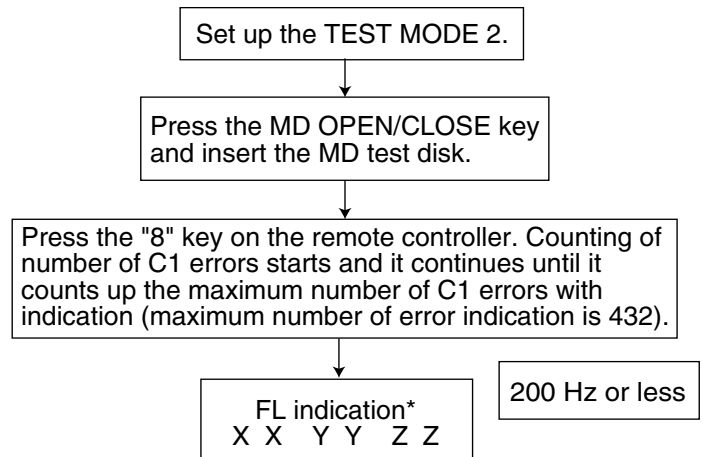 Set up the TEST MODE 2.
Press the MD OPEN/CLOSE key
and insert the MD test disk.
Press the "8" key on the remote controller. Counting of
number of C1 errors starts and it continues until it
counts up the maximum number of C1 errors with
indication (maximum number of error indication is 432).
FL indication*
X X Y Y Z Z
200 Hz or less